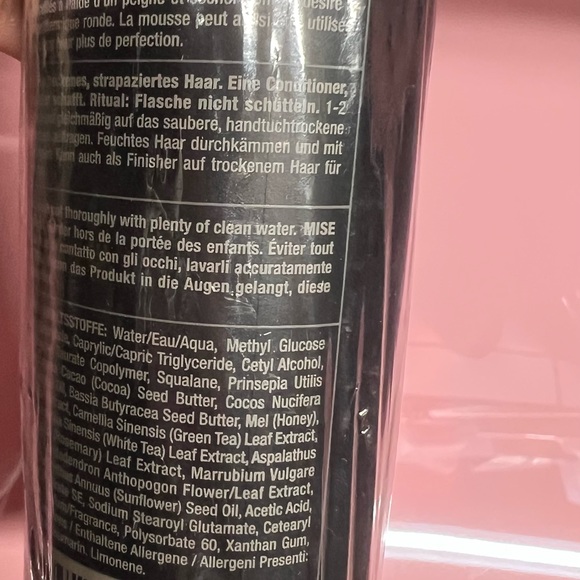 d'un peigne et
ronde. La mousse peut utilisée
plus de perfection.
strapaziertes Haar. Eine Conditioner,
Ritual: Flasche nicht schütteln. 1-2
gleichmäßig auf das saubere, handtuchtrockene
Feuchtes Haar durchkämmen und mit
auch als Finisher auf trockenem Haar für
thoroughly with plenty of clean water. MISE
hors de la portée des enfants. Éviter tout
contatto con gli occhi, lavarli accuratamente
das Produkt in die Augen gelangt, diese
Water/Eau/Aqua, Methyl Glucose
Caprylic/Capric Triglyceride, Cetyl Alcohol,
Copolymer, Squalane, Prinsepia Utilis
Cacao (Cocoa) Seed Butter, Cocos Nucifera
Bassia Butyracea Seed Butter, Mel (Honey),
Camellia Sinensis (Green Tea) Leaf Extract,
Sinensis (White Tea) Leaf Extract, Aspalathus
Leaf Extract, Marrubium Vulgare
Anthopogon Flower/Leaf Extract,
Annuus (Sunflower) Seed Oil, Acetic Acid,
SE, Sodium Stearoyl Glutamate, Cetearyl
Polysorbate 60, Xanthan Gum,
/ Enthaltene Allergene / Allergeni Presenti:
Limonene.